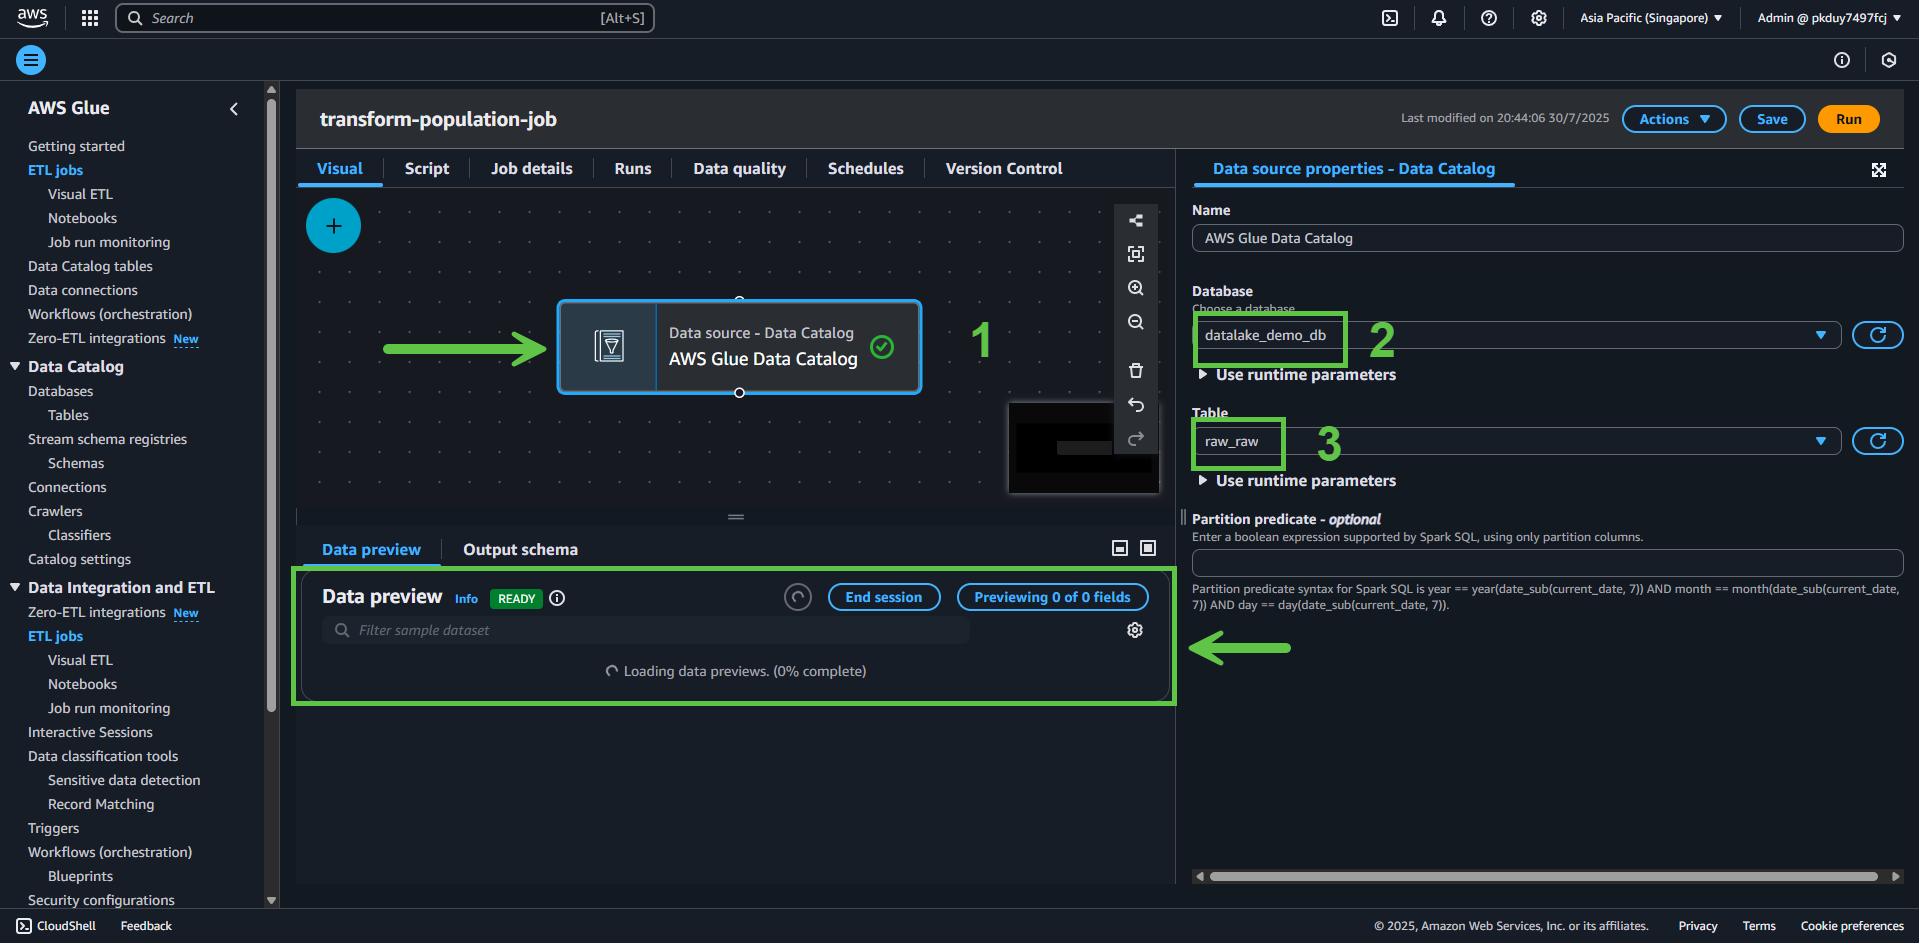 aws
Search
[Alt+S]
Asia Pacific (Singapore)
Admin @ pkduy7497fcj
AWS Glue
Getting started
ETL jobs
Visual ETL
Notebooks
Job run monitoring
Data Catalog tables
Data connections
Workflows (orchestration)
Zero-ETL integrations New
Data Catalog
Databases
Tables
Stream schema registries
Schemas
Connections
Crawlers
Classifiers
Catalog settings
Data Integration and ETL
Zero-ETL integrations New
ETL jobs
Visual ETL
Notebooks
Job run monitoring
Interactive Sessions
Data classification tools
Sensitive data detection
Record Matching
Triggers
Workflows (orchestration)
Blueprints
Security configurations
transform-population-job
Last modified on 20:44:06 30/7/2025
Actions
Save
Run
Visual
Script
Job details
Runs
Data quality
Schedules
Version Control
Data source - Data Catalog
AWS Glue Data Catalog
1
Data preview
Output schema
Data preview Info READY
End session
Previewing 0 of 0 fields
Filter sample dataset
Loading data previews. (0% complete)
Data source properties - Data Catalog
Name
AWS Glue Data Catalog
Database
Choose a database
datalake_demo_db
2
Use runtime parameters
Table
raw_raw
3
Use runtime parameters
Partition predicate - optional
Enter a boolean expression supported by Spark SQL, using only partition columns.
Partition predicate syntax for Spark SQL is year == year(date_sub(current_date, 7)) AND month == month(date_sub(current_date,
7)) AND day == day(date_sub(current_date, 7)).
CloudShell
Feedback
© 2025, Amazon Web Services, Inc. or its affiliates.
Privacy
Terms
Cookie preferences